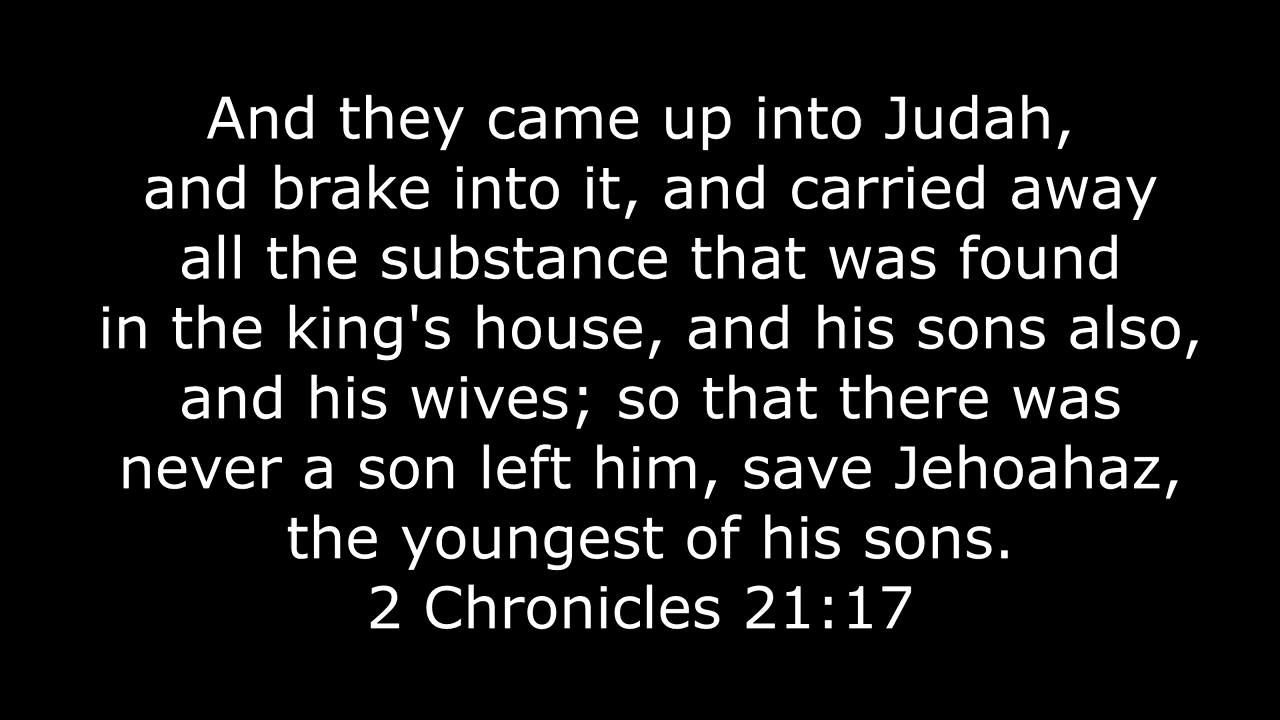 And they came up into Judah,
and brake into it, and carried away
all the substance that was found
in the king's house, and his sons also,
and his wives; so that there was
never a son left him, save Jehoahaz,
the youngest of his sons.
2 Chronicles 21:17